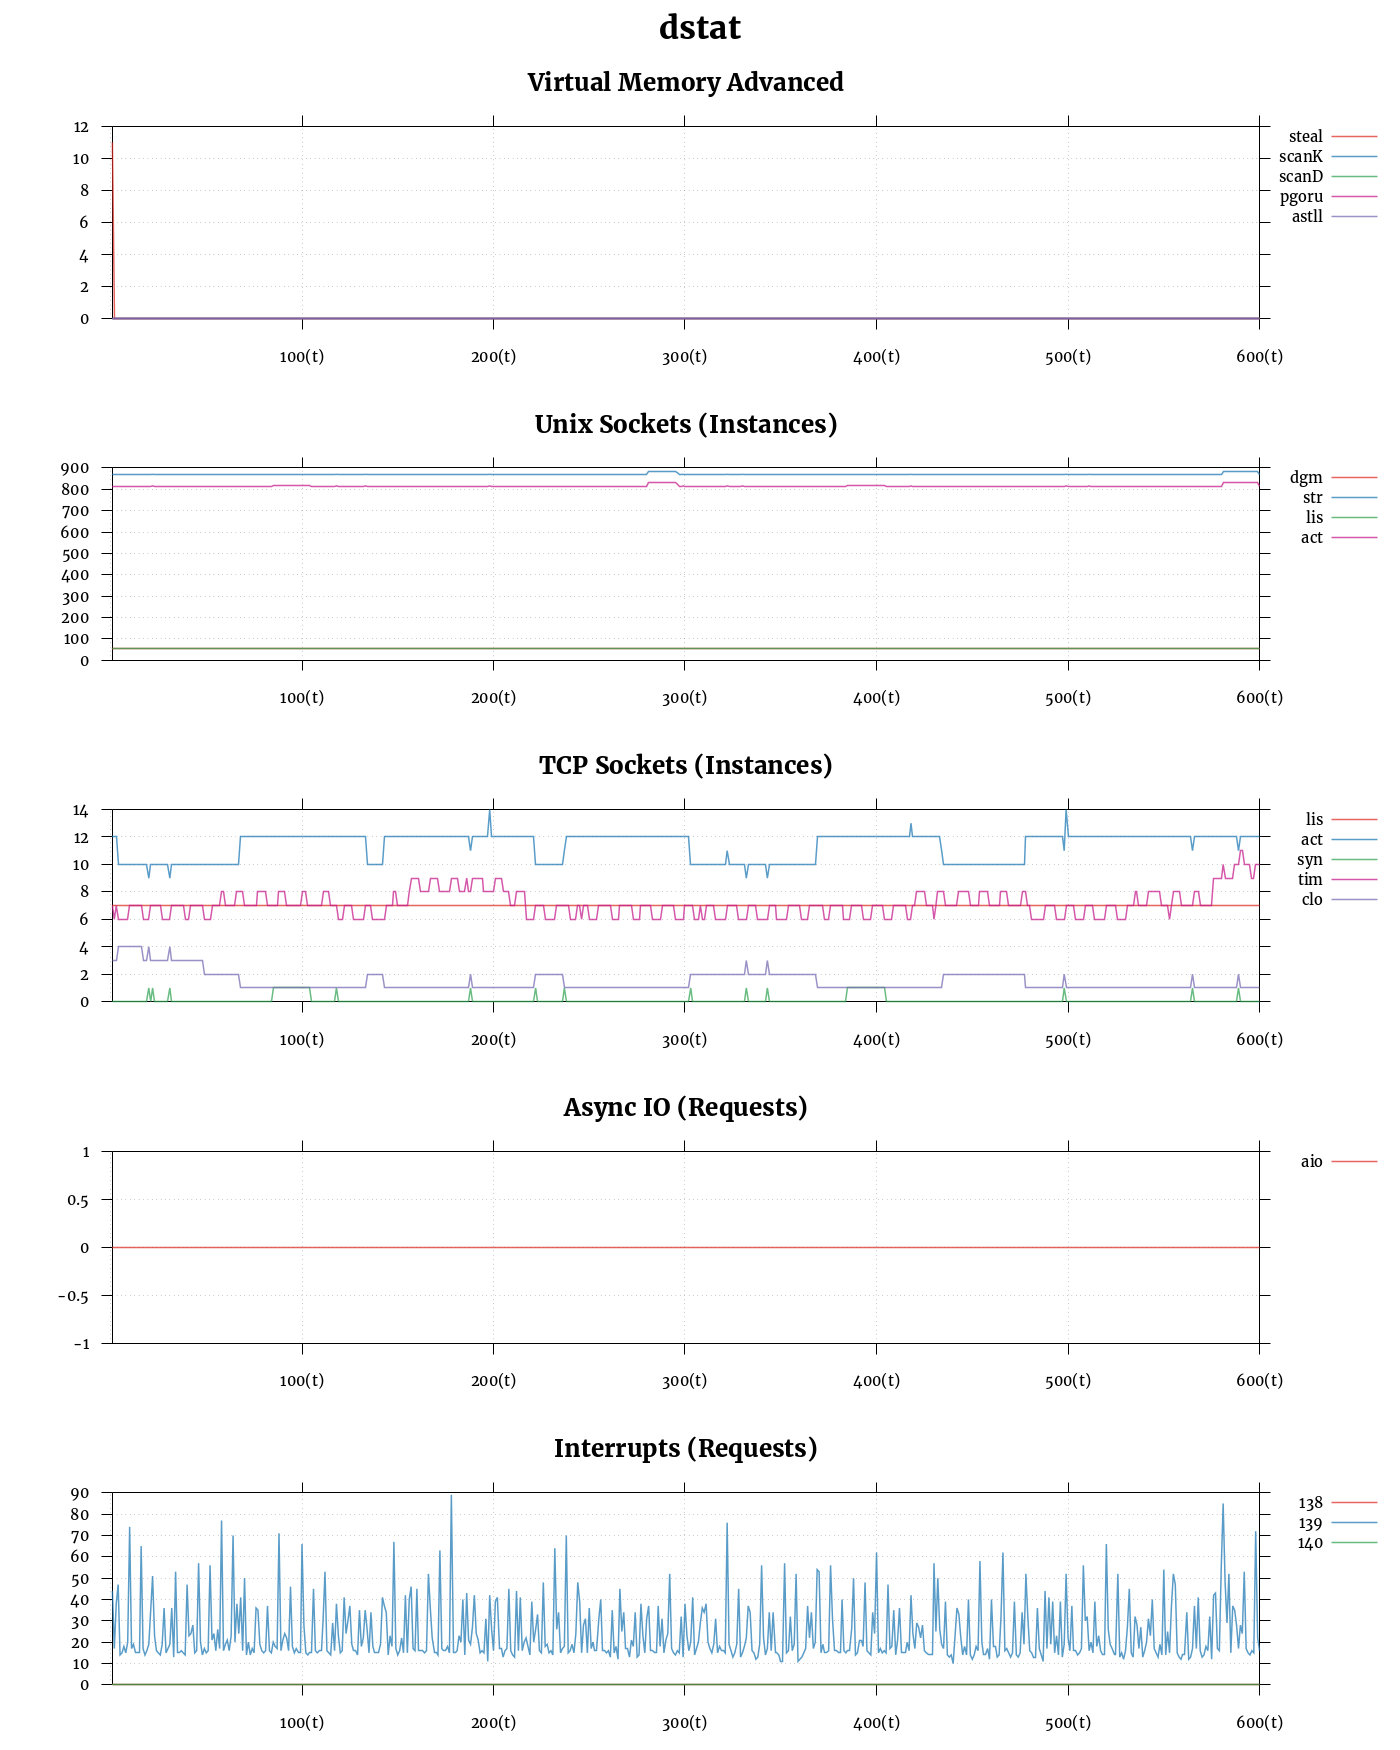 dstat
Virtual Memory Advanced
12
10
8
6
4
2
0
100(t) 200(t) 300(t) 400(t) 500(t) 600(t)
steal
scanK
scanD
pgoru
astll
Unix Sockets (Instances)
900
800
700
600
500
400
300
200
100
0
100(t) 200(t) 300(t) 400(t) 500(t) 600(t)
dgm
str
lis
act
TCP Sockets (Instances)
14
12
10
8
6
4
2
0
100(t) 200(t) 300(t) 400(t) 500(t) 600(t)
lis
act
syn
tim
clo
Async IO (Requests)
1
0.5
0
-0.5
-1
100(t) 200(t) 300(t) 400(t) 500(t) 600(t)
aio
Interrupts (Requests)
90
80
70
60
50
40
30
20
10
0
100(t) 200(t) 300(t) 400(t) 500(t) 600(t)
138
139
140